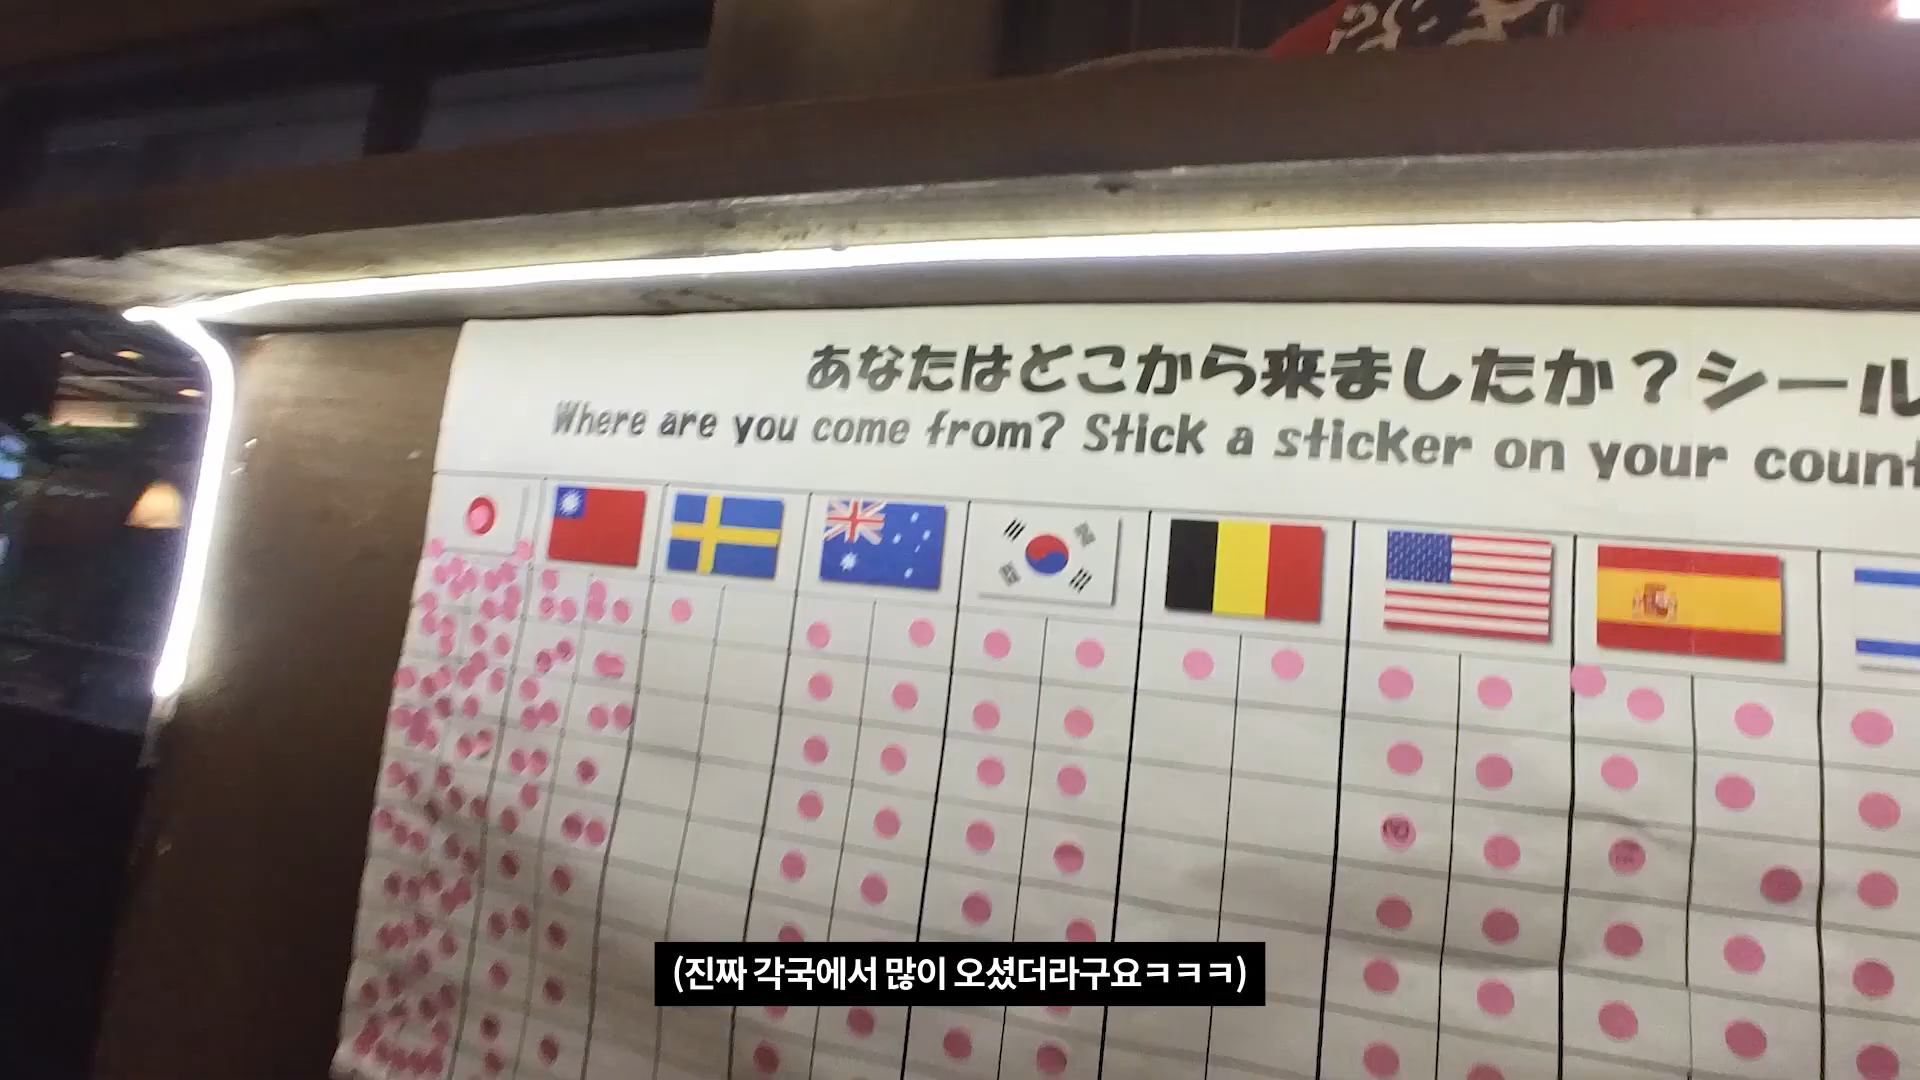 あなたはどこから来ましたか？シール
Where are you come from? Stick a sticker on your
(진짜 각국에서 많이 오셨더라구요ㅋㅋㅋ)